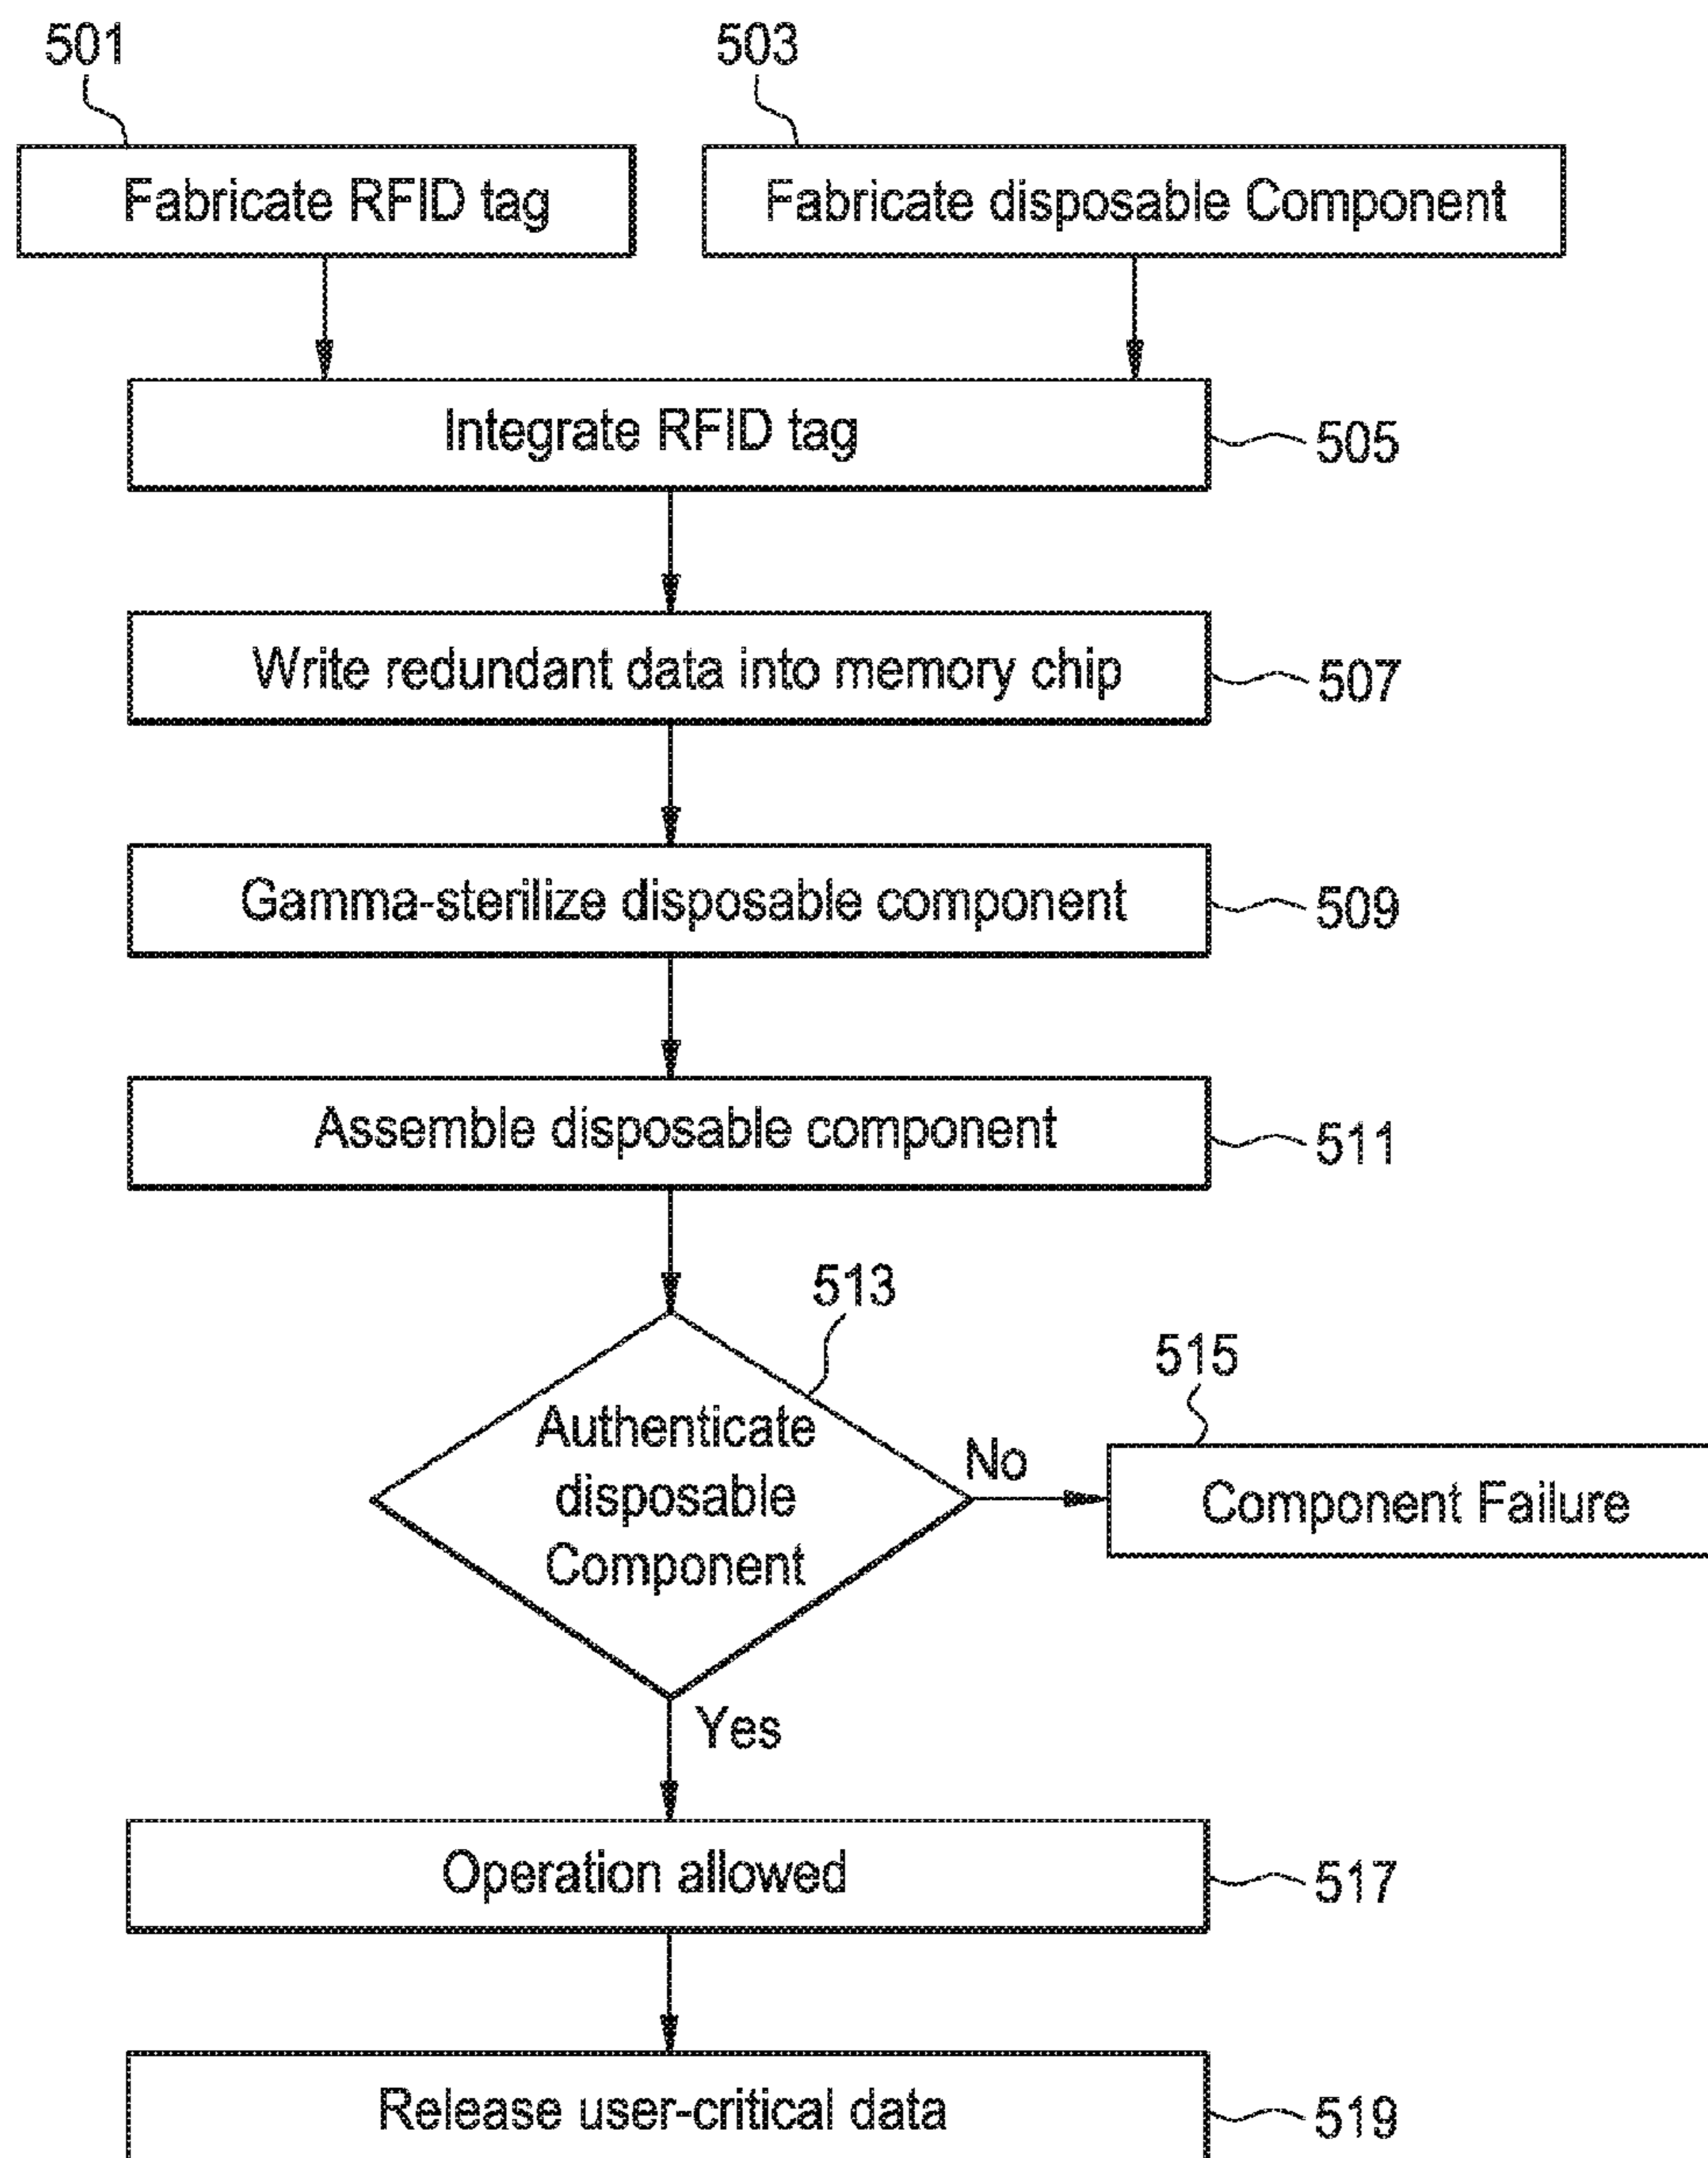 501
503
Fabricate RFID tag
Fabricate disposable Component
Integrate RFID tag
505
Write redundant data into memory chip
507
Gamma-sterilize disposable component
509
Assemble disposable component
511
513
515
Authenticate
disposable
Component
No
Component Failure
Yes
Operation allowed
517
Release user-critical data
519